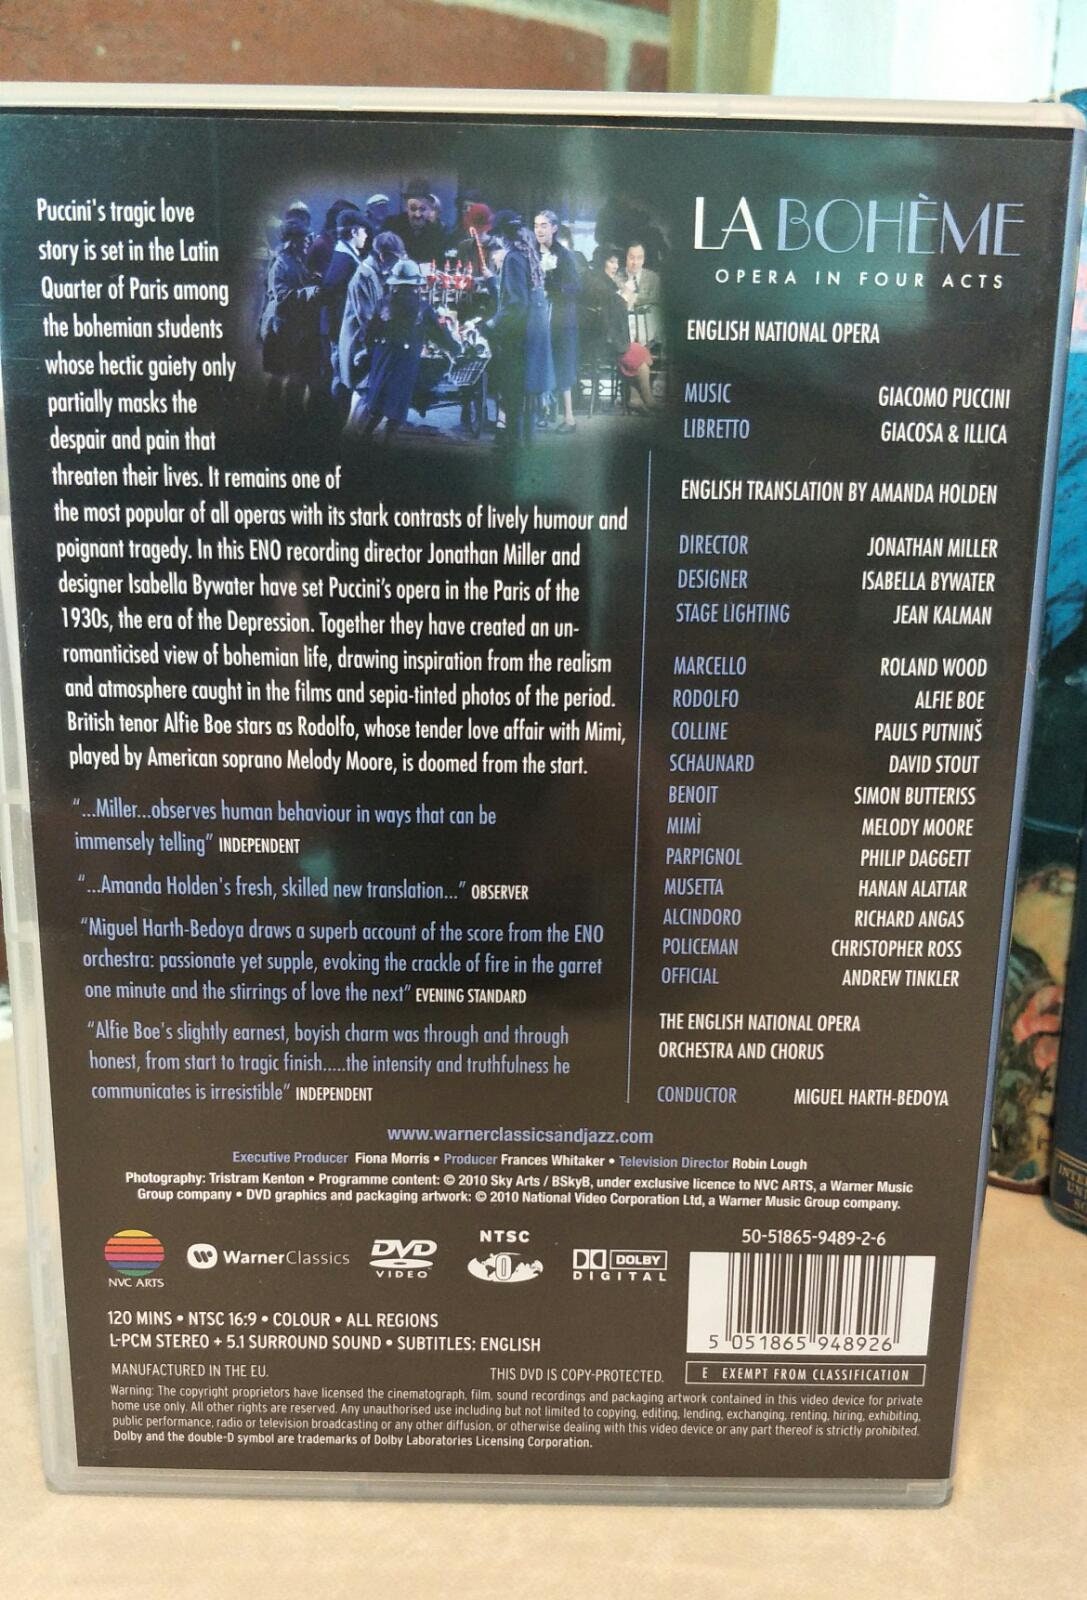 Puccini's tragic love
story is set in the Latin
Quarter of Paris among
the bohemian students
whose hectic gaiety only
partially masks the
despair and pain that
threaten their lives. It remains one of
the most popular of all operas with its stark contrasts of lively humour and
poignant tragedy. In this ENO recording director Jonathan Miller and
designer Isabella Bywater have set Puccini's opera in the Paris of the
1930s, the era of the Depression. Together they have created an un-
romanticised view of bohemian life, drawing inspiration from the realism
and atmosphere caught in the films and sepia-tinted photos of the period.
British tenor Alfie Boe stars as Rodolfo, whose tender love affair with Mimì,
played by American soprano Melody Moore, is doomed from the start.
"...Miller...observes human behaviour in ways that can be
immensely telling" INDEPENDENT
"...Amanda Holden's fresh, skilled new translation..." OBSERVER
"Miguel Harth-Bedoya draws a superb account of the score from the ENO
orchestra: passionate yet supple, evoking the crackle of fire in the garret
one minute and the stirrings of love the next" EVENING STANDARD
"Alfie Boe's slightly earnest, boyish charm was through and through
honest, from start to tragic finish.....the intensity and truthfulness he
communicates is irresistible" INDEPENDENT
LA BOHÈME
OPERA IN FOUR ACTS
ENGLISH NATIONAL OPERA
MUSIC GIACOMO PUCCINI
LIBRETTO GIACOSA & ILLICA
ENGLISH TRANSLATION BY AMANDA HOLDEN
DIRECTOR JONATHAN MILLER
DESIGNER ISABELLA BYWATER
STAGE LIGHTING JEAN KALMAN
MARCELLO ROLAND WOOD
RODOLFO ALFIE BOE
COLLINE PAULS PUTNINŠ
SCHAUNARD DAVID STOUT
BENOIT SIMON BUTTERISS
MIMÌ MELODY MOORE
PARPIGNOL PHILIP DAGGETT
MUSETTA HANAN ALATTAR
ALCINDORO RICHARD ANGAS
POLICEMAN CHRISTOPHER ROSS
OFFICIAL ANDREW TINKLER
THE ENGLISH NATIONAL OPERA
ORCHESTRA AND CHORUS
CONDUCTOR MIGUEL HARTH-BEDOYA
www.warnerclassicsandjazz.com
Executive Producer Fiona Morris • Producer Frances Whitaker • Television Director Robin Lough
Photography: Tristram Kenton • Programme content: © 2010 Sky Arts / BSkyB, under exclusive licence to NVC ARTS, a Warner Music
Group company • DVD graphics and packaging artwork: © 2010 National Video Corporation Ltd, a Warner Music Group company.
NVC ARTS
WarnerClassics
DVD
VIDEO
NTSC
0
DOLBY
DIGITAL
50-51865-9489-2-6
5 051865 948926
120 MINS • NTSC 16:9 • COLOUR • ALL REGIONS
L-PCM STEREO + 5.1 SURROUND SOUND • SUBTITLES: ENGLISH
MANUFACTURED IN THE EU. THIS DVD IS COPY-PROTECTED.
E EXEMPT FROM CLASSIFICATION
Warning: The copyright proprietors have licensed the cinematograph, film, sound recordings and packaging artwork contained in this video device for private
home use only. All other rights are reserved. Any unauthorised use including but not limited to copying, editing, lending, exchanging, renting, hiring, exhibiting,
public performance, radio or television broadcasting or any other diffusion, or otherwise dealing with this video device or any part thereof is strictly prohibited.
Dolby and the double-D symbol are trademarks of Dolby Laboratories Licensing Corporation.